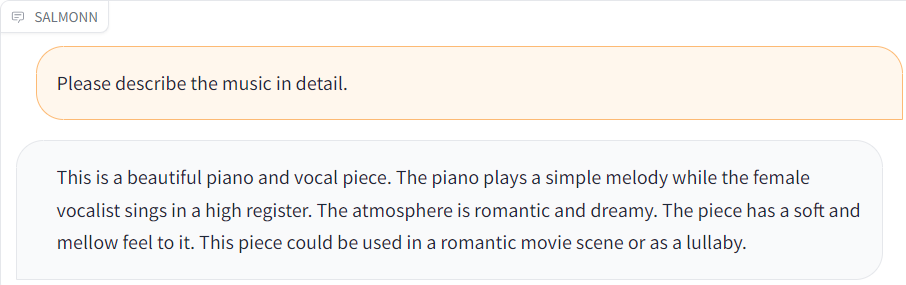 SALMONN
Please describe the music in detail.
This is a beautiful piano and vocal piece. The piano plays a simple melody while the female
vocalist sings in a high register. The atmosphere is romantic and dreamy. The piece has a soft and
mellow feel to it. This piece could be used in a romantic movie scene or as a lullaby.